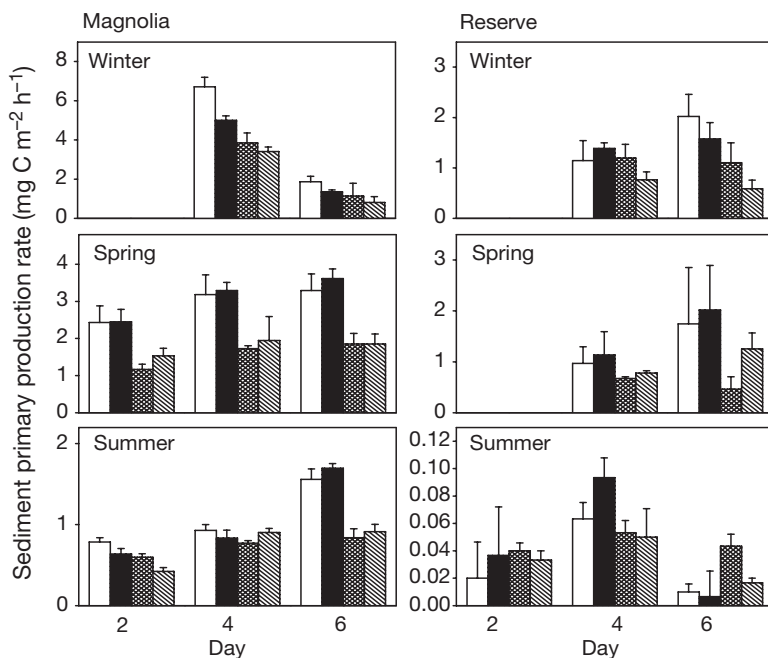 Magnolia
Reserve
Sediment primary production rate (mg C m⁻² h⁻¹)
Winter
8
6
4
2
0
Winter
3
2
1
0
Spring
4
3
2
1
0
Spring
3
2
1
0
Summer
2
1
0
2 4 6
Day
Summer
0.12
0.10
0.08
0.06
0.04
0.02
0.00
2 4 6
Day